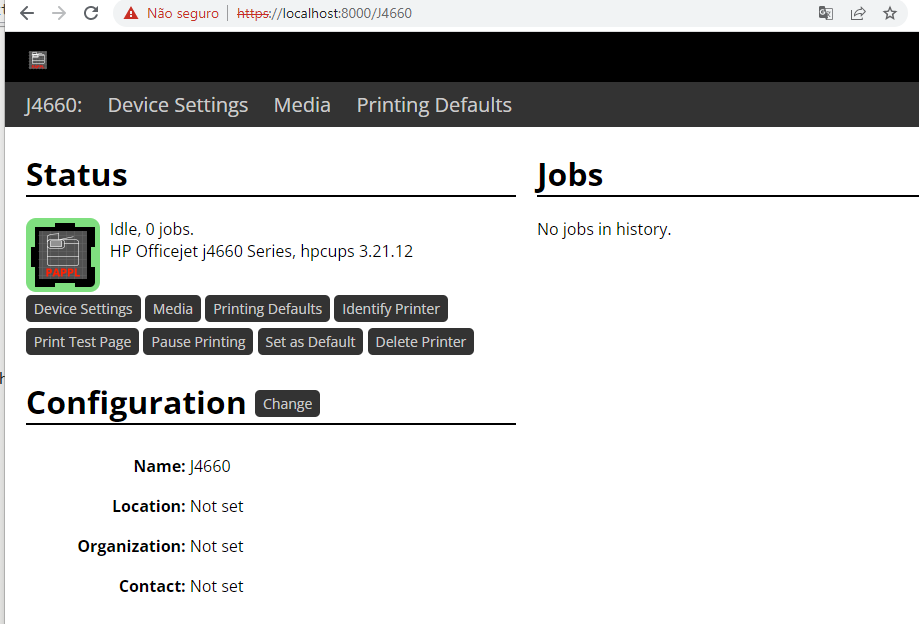 Não seguro | https://localhost:8000/J4660
J4660: Device Settings Media Printing Defaults
Status
Idle, 0 jobs.
HP Officejet j4660 Series, hpcups 3.21.12
PAPPL
Device Settings Media Printing Defaults Identify Printer
Print Test Page Pause Printing Set as Default Delete Printer
Configuration Change
Name: J4660
Location: Not set
Organization: Not set
Contact: Not set
Jobs
No jobs in history.